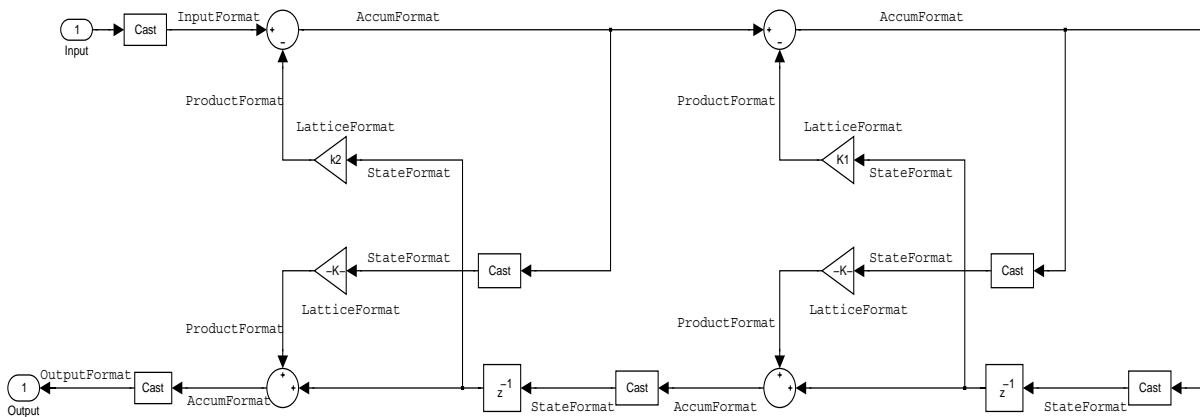 InputFormat
AccumFormat
AccumFormat
1
Cast
+
−
+
−
Input
ProductFormat
ProductFormat
LatticeFormat
LatticeFormat
k2
K1
StateFormat
StateFormat
StateFormat
StateFormat
−K−
Cast
−K−
Cast
LatticeFormat
LatticeFormat
ProductFormat
ProductFormat
OutputFormat
1
Cast
+
+
z−1
Cast
+
+
z−1
Cast
Output
AccumFormat
StateFormat
AccumFormat
StateFormat